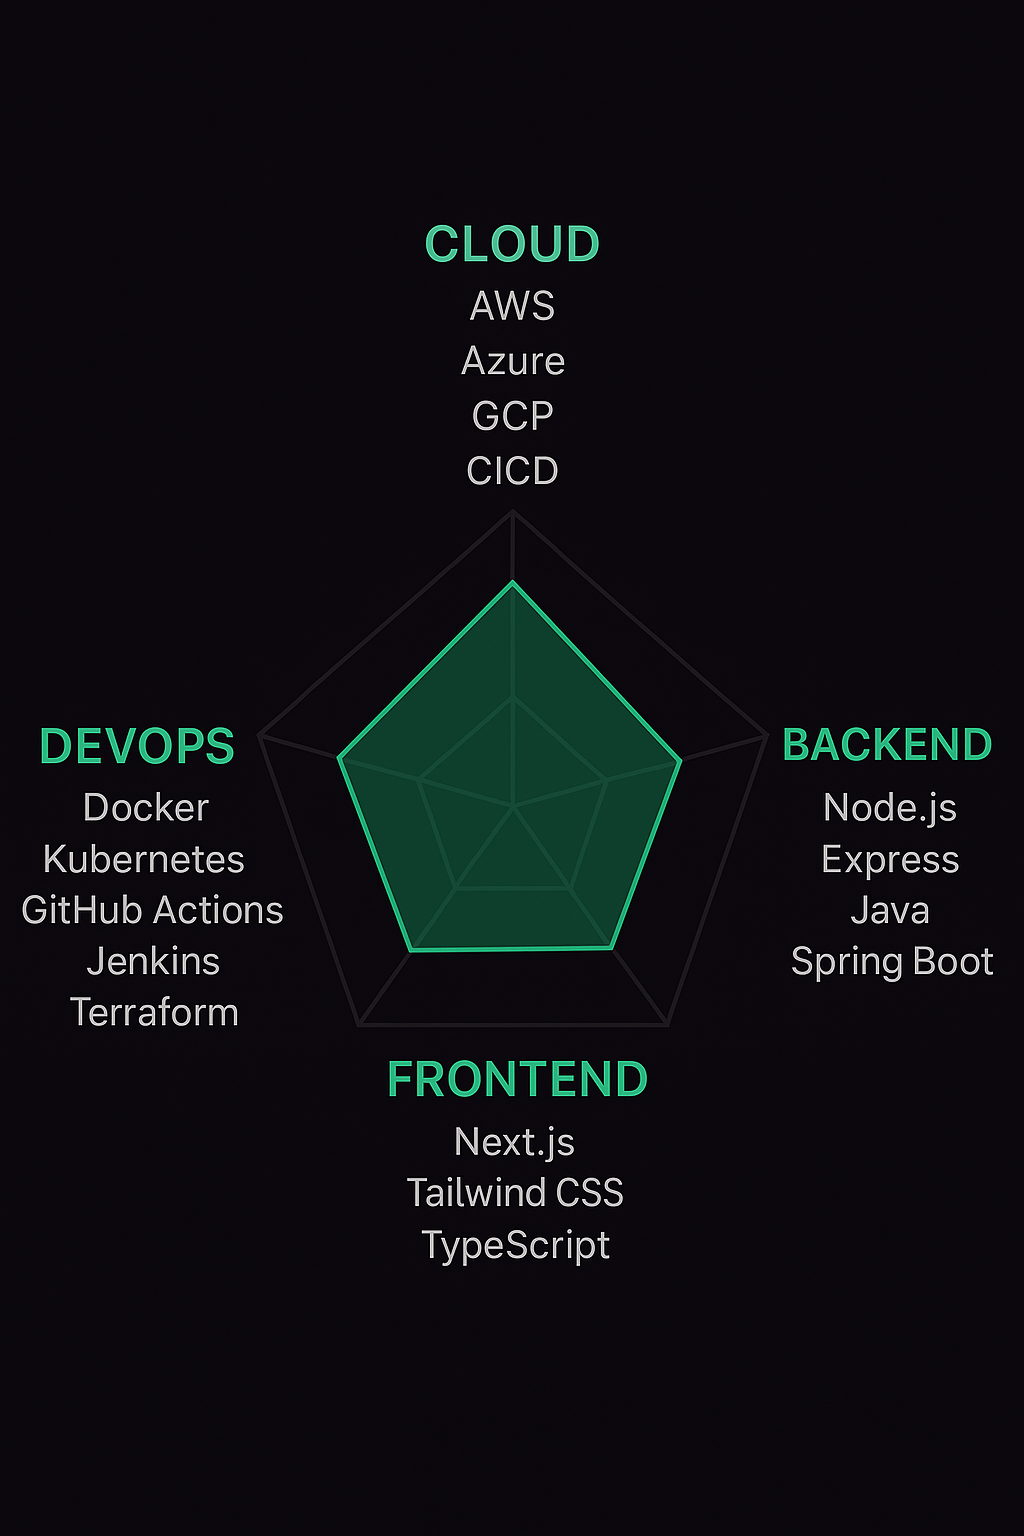 CLOUD
AWS
Azure
GCP
CICD
DEVOPS
Docker
Kubernetes
GitHub Actions
Jenkins
Terraform
BACKEND
Node.js
Express
Java
Spring Boot
FRONTEND
Next.js
Tailwind CSS
TypeScript